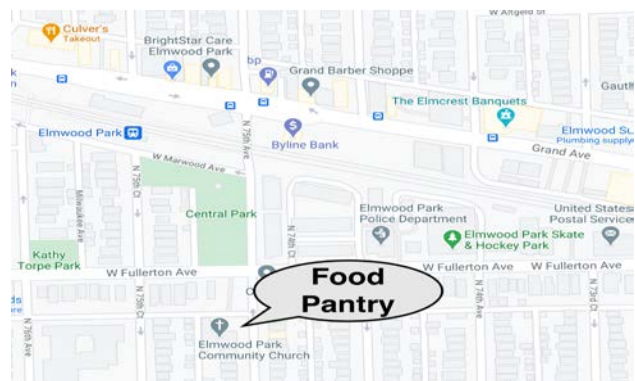 W Altgeld St
Culver's
Takeout
BrightStar Care
Elmwood Park
bp
Grand Barber Shoppe
Gautl
The Elmcrest Banquets
Elmwood Park
N 75th Ave
Byline Bank
Elmwood Su
Plumbing supply
Grand Ave
W Marwood Ave
N 75th Ct
Milwaukee Ave
Central Park
N 74th Ct
Elmwood Park
Police Department
United States
Postal Service
Elmwood Park Skate
& Hockey Park
Kathy
Torpe Park
W Fullerton Ave
W Fullerton Ave
W Fullerton Ave
Food
Pantry
N 76th Ave
N 75th Ct
N 74th Ave
N 73rd Ct
Elmwood Park
Community Church